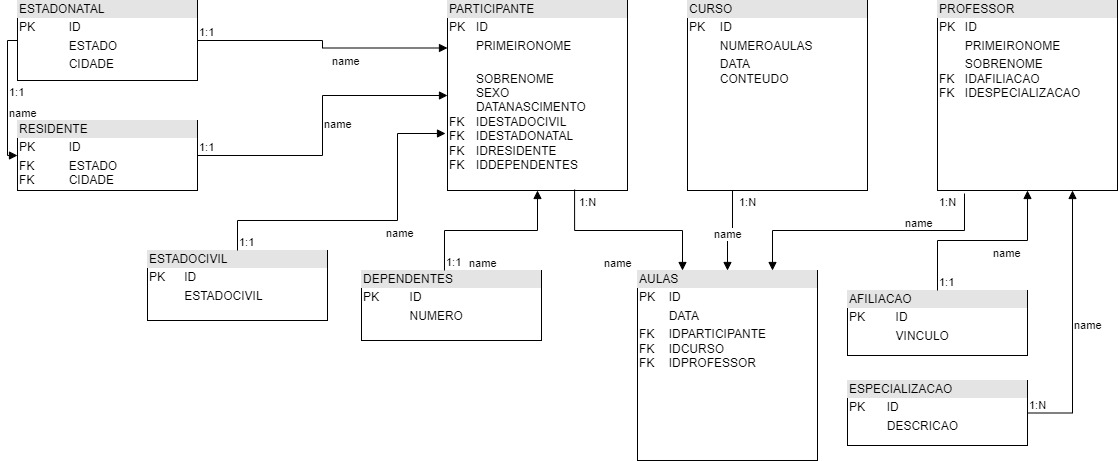 ESTADONATAL
PK ID
ESTADO
CIDADE
1:1
name
1:1
name
RESIDENTE
PK ID
FK ESTADO
FK CIDADE
1:1
name
PARTICIPANTE
PK ID
PRIMEIRONOME
SOBRENOME
SEXO
DATANASCIMENTO
FK IDESTADOCIVIL
FK IDESTADONATAL
FK IDRESIDENTE
FK IDDEPENDENTES
CURSO
PK ID
NUMEROAULAS
DATA
CONTEUDO
PROFESSOR
PK ID
PRIMEIRONOME
SOBRENOME
FK IDAFILIACAO
FK IDESPECIALIZACAO
1:N
name
1:N
name
1:N
name
ESTADOCIVIL
PK ID
ESTADOCIVIL
1:1
name
DEPENDENTES
PK ID
NUMERO
1:1 name
AULAS
PK ID
DATA
FK IDPARTICIPANTE
FK IDCURSO
FK IDPROFESSOR
AFILIACAO
PK ID
VINCULO
1:1
name
ESPECIALIZACAO
PK ID
DESCRICAO
1:N
name